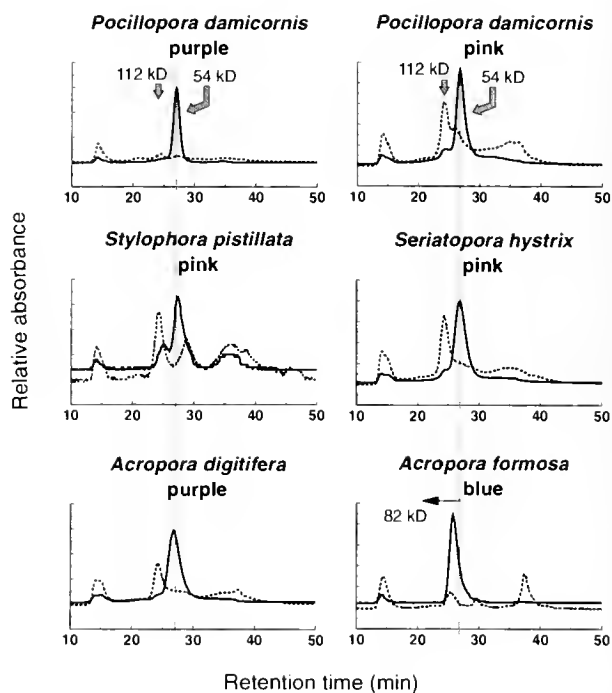 Pocillopora damicornis
purple
112 kD
54 kD
10 20 30 40 50
Pocillopora damicornis
pink
112 kD
54 kD
10 20 30 40 50
Stylophora pistillata
pink
10 20 30 40 50
Seriatopora hystrix
pink
10 20 30 40 50
Acropora digitifera
purple
10 20 30 40 50
Acropora formosa
blue
82 kD
10 20 30 40 50
Relative absorbance
Retention time (min)